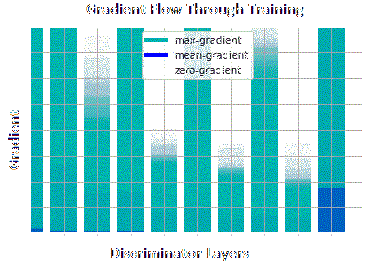 Gradient Flow Through Training
max-gradient
mean-gradient
zero-gradient
Gradient
Discriminator Layers